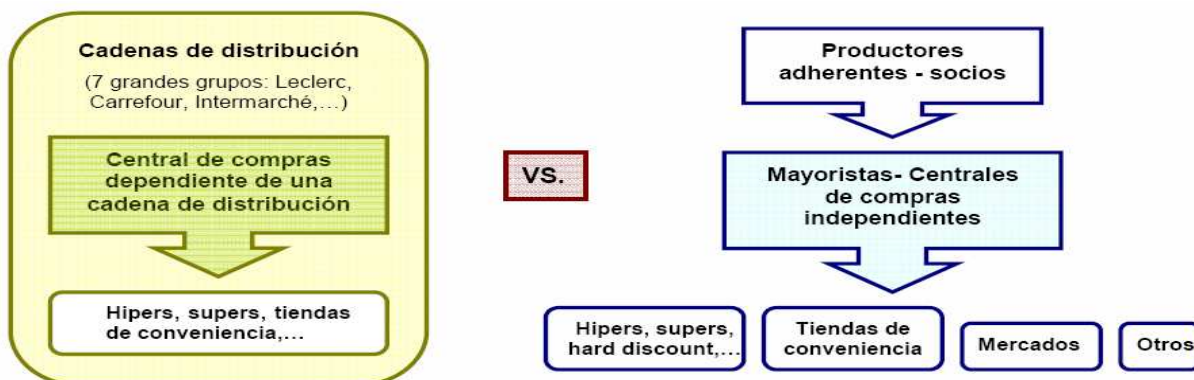 Cadenas de distribución
(7 grandes grupos: Leclerc,
Carrefour, Intermarché,...)
Central de compras
dependiente de una
cadena de distribución
Hipers, supers, tiendas
de conveniencia,...
VS.
Productores
adherentes - socios
Mayoristas- Centrales
de compras
independientes
Hipers, supers,
hard discount,...
Tiendas de
conveniencia
Mercados
Otros